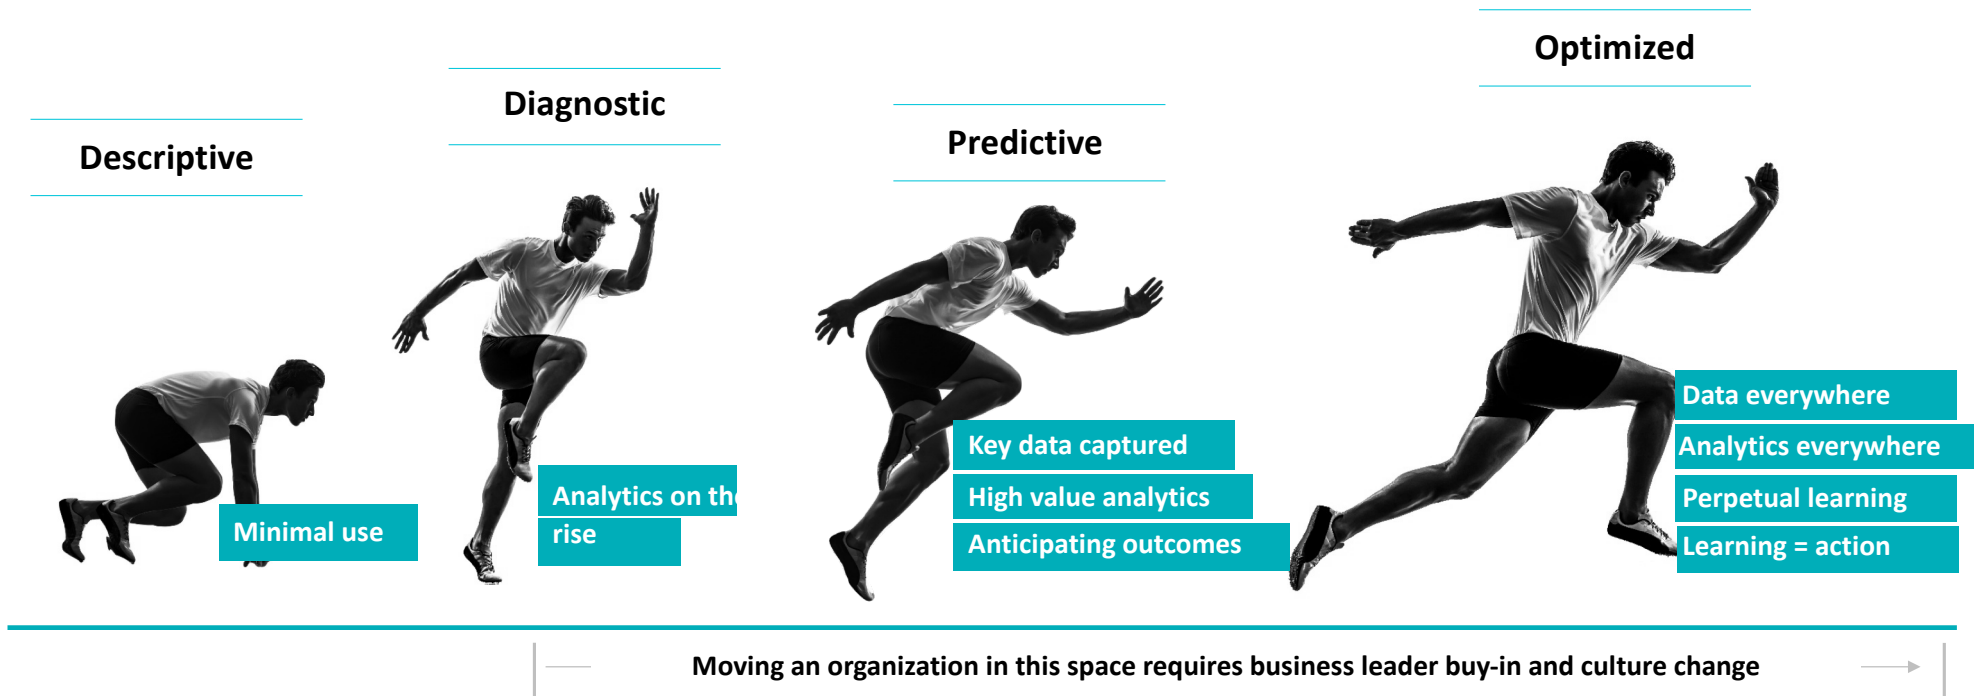 Descriptive
Diagnostic
Predictive
Optimized
Minimal use
Analytics on the
rise
Key data captured
High value analytics
Anticipating outcomes
Data everywhere
Analytics everywhere
Perpetual learning
Learning = action
Moving an organization in this space requires business leader buy-in and culture change